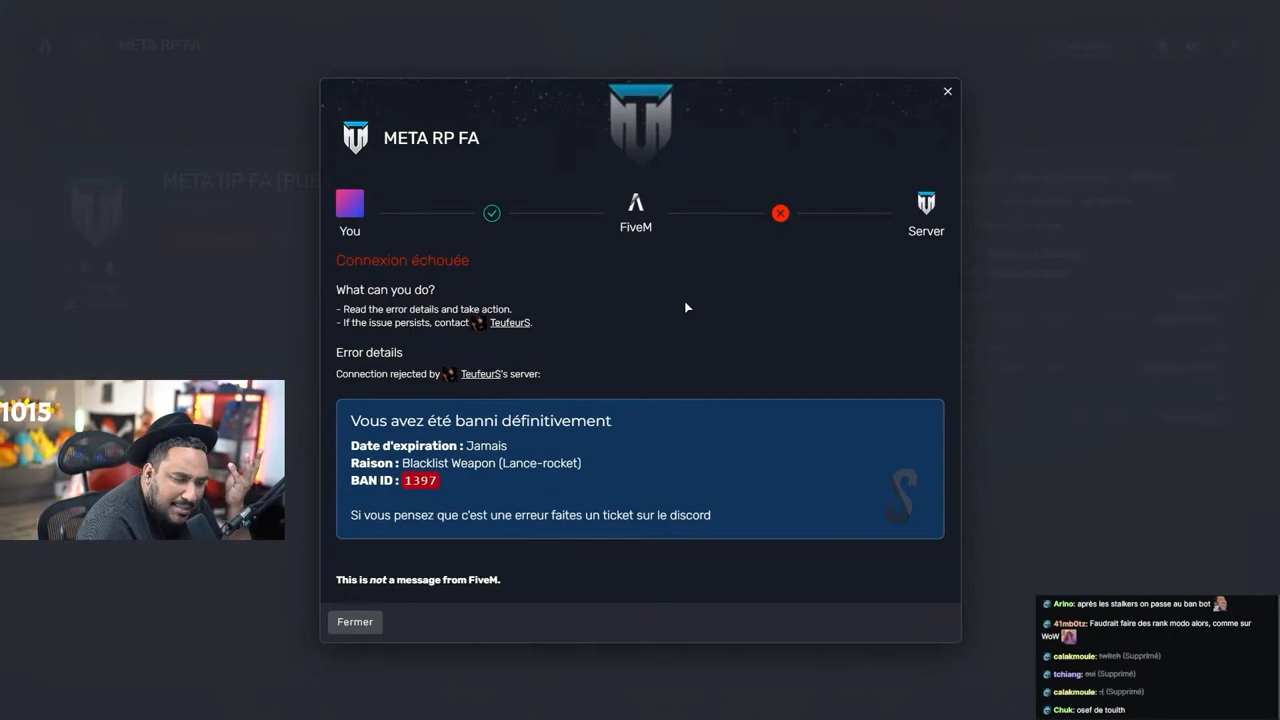 META RP FA
META RP FA
You
FiveM
Server
Connexion échouée
What can you do?
- Read the error details and take action.
- If the issue persists, contact TeufeurS.
Error details
Connection rejected by TeufeurS's server:
Vous avez été banni définitivement
Date d'expiration : Jamais
Raison : Blacklist Weapon (Lance-rocket)
BAN ID : 1397
Si vous pensez que c'est une erreur faites un ticket sur le discord
This is not a message from FiveM.
Fermer
1015
Arino: après les stalkers on passe au ban bot
41mb0tz: Faudrait faire des rank modo alors, comme sur
WoW
calakmoule: twitch (Supprimé)
tchiang: oui (Supprimé)
calakmoule: :( (Supprimé)
Chuk: osef de touith